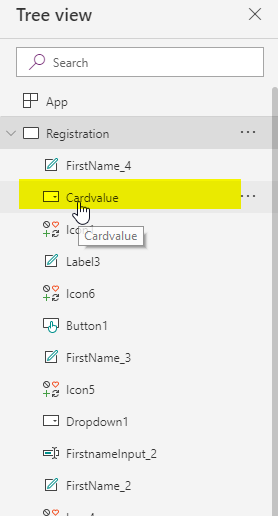 Tree view
Search
App
Registration
FirstName_4
Cardvalue
Cardvalue
Label3
Icon6
Button1
FirstName_3
Icon5
Dropdown1
FirstnameInput_2
FirstName_2